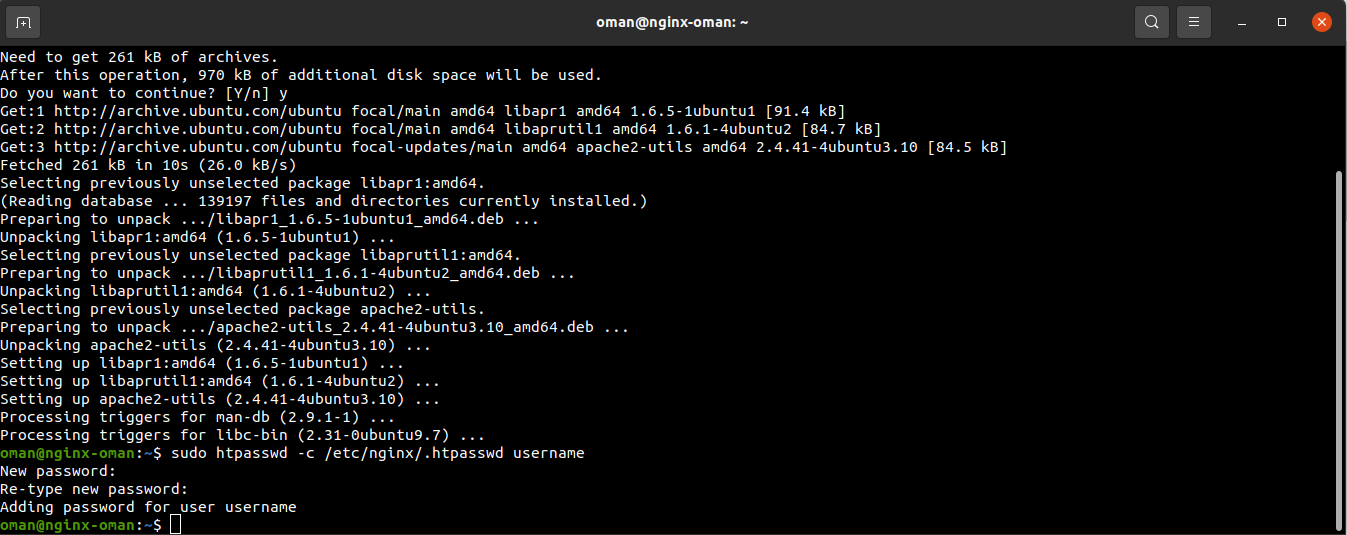 oman@nginx-oman: ~
Need to get 261 kB of archives.
After this operation, 970 kB of additional disk space will be used.
Do you want to continue? [Y/n] y
Get:1 http://archive.ubuntu.com/ubuntu focal/main amd64 libapr1 amd64 1.6.5-1ubuntu1 [91.4 kB]
Get:2 http://archive.ubuntu.com/ubuntu focal/main amd64 libaprutil1 amd64 1.6.1-4ubuntu2 [84.7 kB]
Get:3 http://archive.ubuntu.com/ubuntu focal-updates/main amd64 apache2-utils amd64 2.4.41-4ubuntu3.10 [84.5 kB]
Fetched 261 kB in 10s (26.0 kB/s)
Selecting previously unselected package libapr1:amd64.
(Reading database ... 139197 files and directories currently installed.)
Preparing to unpack .../libapr1_1.6.5-1ubuntu1_amd64.deb ...
Unpacking libapr1:amd64 (1.6.5-1ubuntu1) ...
Selecting previously unselected package libaprutil1:amd64.
Preparing to unpack .../libaprutil1_1.6.1-4ubuntu2_amd64.deb ...
Unpacking libaprutil1:amd64 (1.6.1-4ubuntu2) ...
Selecting previously unselected package apache2-utils.
Preparing to unpack .../apache2-utils_2.4.41-4ubuntu3.10_amd64.deb ...
Unpacking apache2-utils (2.4.41-4ubuntu3.10) ...
Setting up libapr1:amd64 (1.6.5-1ubuntu1) ...
Setting up libaprutil1:amd64 (1.6.1-4ubuntu2) ...
Setting up apache2-utils (2.4.41-4ubuntu3.10) ...
Processing triggers for man-db (2.9.1-1) ...
Processing triggers for libc-bin (2.31-0ubuntu9.7) ...
oman@nginx-oman:~$ sudo htpasswd -c /etc/nginx/.htpasswd username
New password:
Re-type new password:
Adding password for user username
oman@nginx-oman:~$